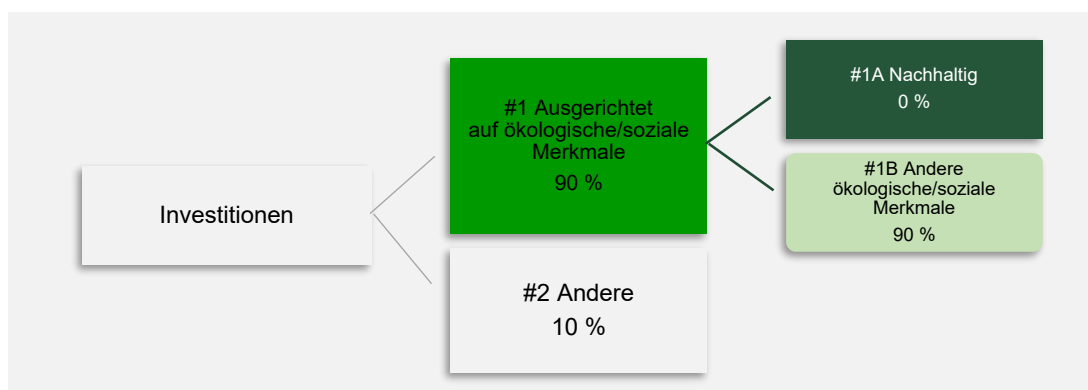 Investitionen
#1 Ausgerichtet
auf ökologische/soziale
Merkmale
90 %
#2 Andere
10 %
#1A Nachhaltig
0 %
#1B Andere
ökologische/soziale
Merkmale
90 %